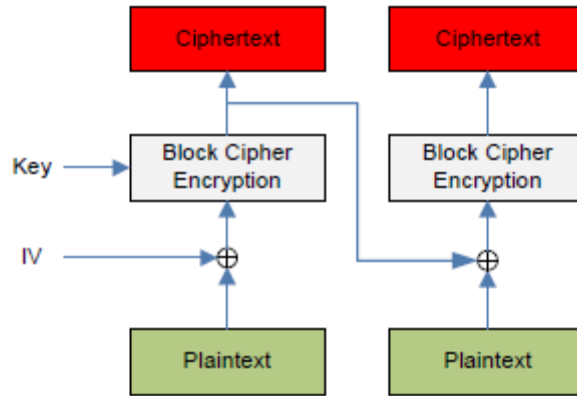 Ciphertext
Ciphertext
Key
Block Cipher
Encryption
Block Cipher
Encryption
IV
Plaintext
Plaintext